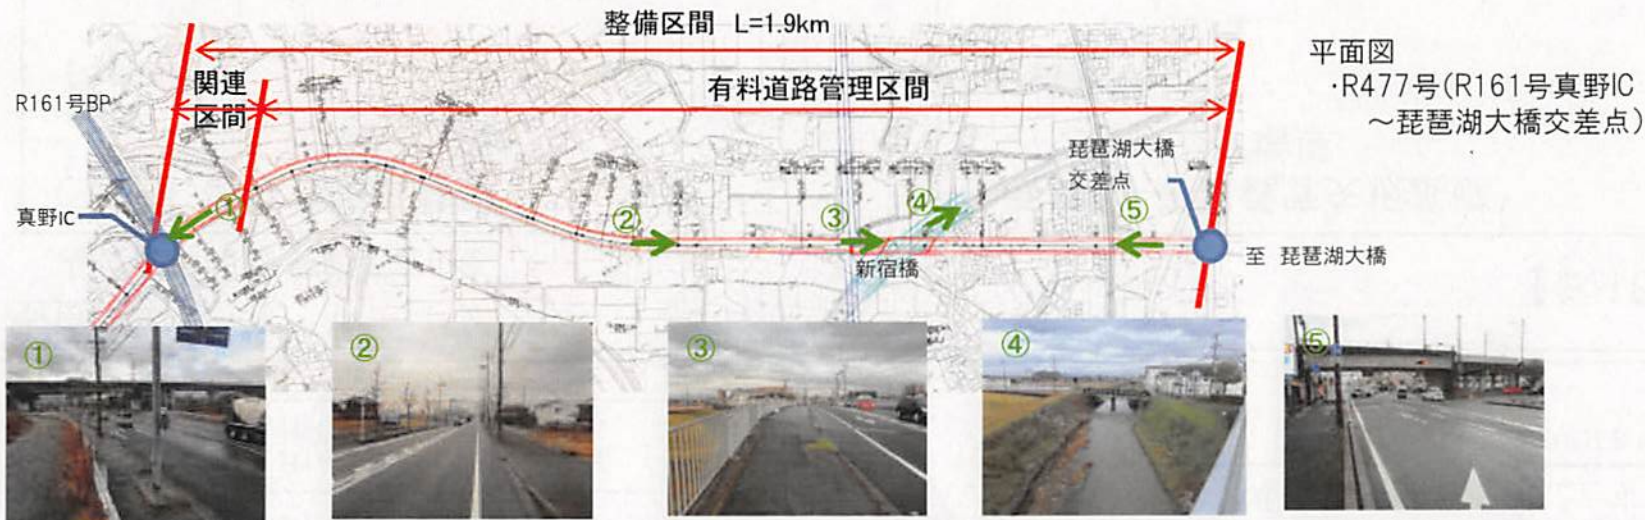 整備区間 L=1.9km
平面図
・R477号(R161号真野IC
～琵琶湖大橋交差点)
関連
区間
有料道路管理区間
R161号BP
琵琶湖大橋
交差点
真野IC
①
②
③
④
⑤
新宿橋
至 琵琶湖大橋
①
②
③
④
⑤